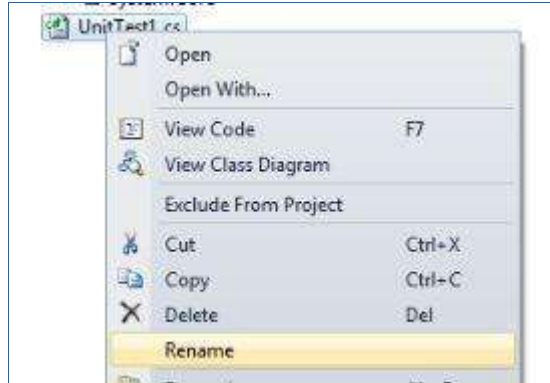 UnitTest1.cs
Open
Open With...
View Code F7
View Class Diagram
Exclude From Project
Cut Ctrl+X
Copy Ctrl+C
Delete Del
Rename